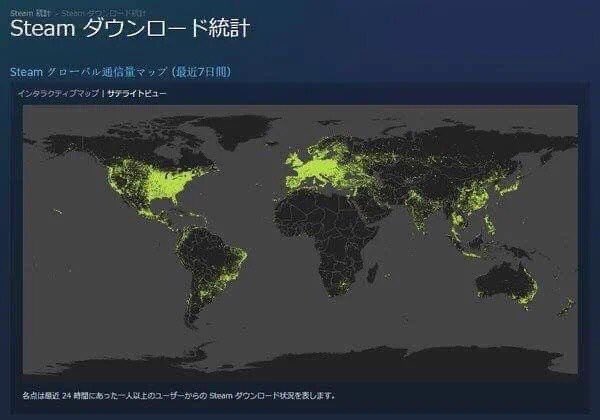 Steam 統計 > Steam ダウンロード統計
Steam ダウンロード統計
Steam グローバル通信量マップ (最近7日間)
インタラクティブマップ | サテライトビュー
各点は最近 24 時間にあった一人以上のユーザーからの Steam ダウンロード状況を表します。